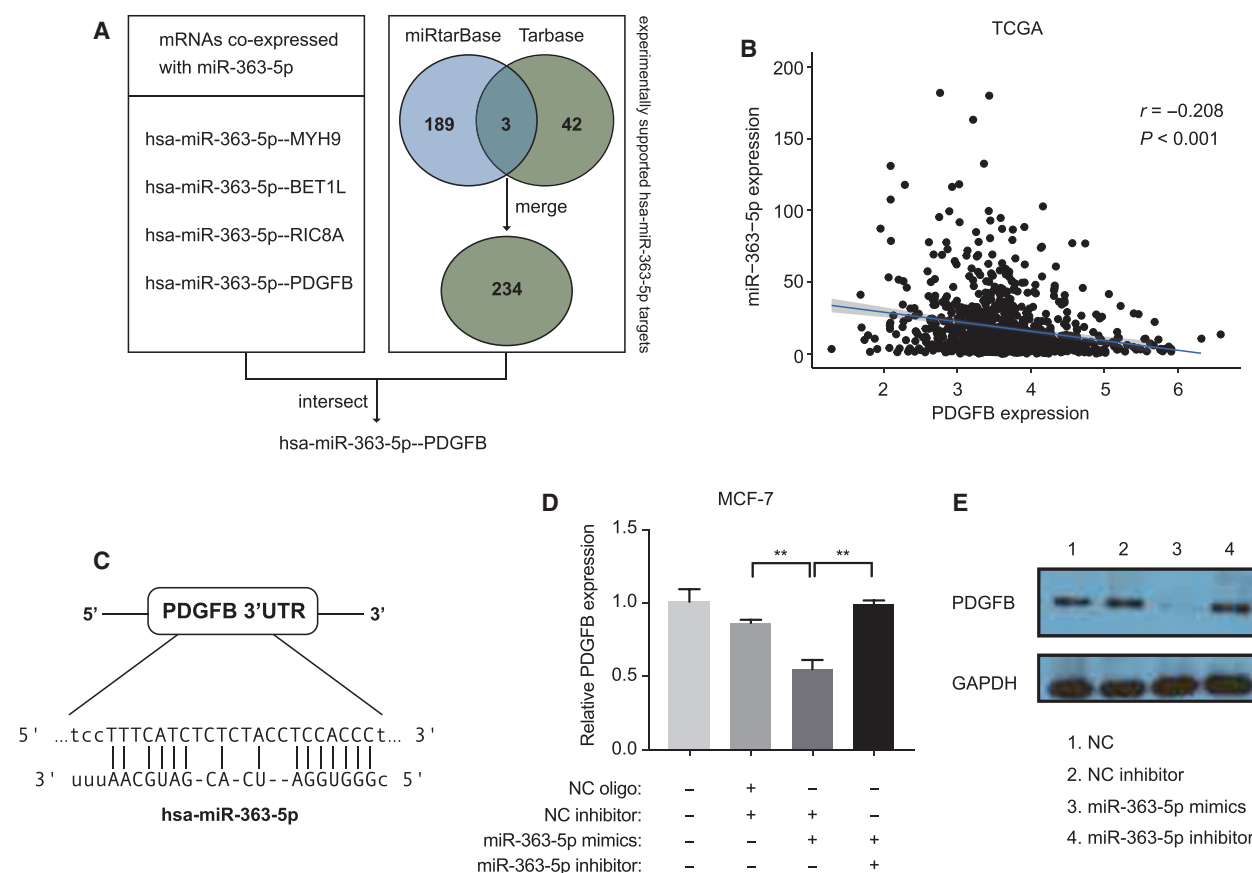 A
mRNAs co-expressed
with miR-363-5p
hsa-miR-363-5p--MYH9
hsa-miR-363-5p--BET1L
hsa-miR-363-5p--RIC8A
hsa-miR-363-5p--PDGFB
miRtarBase Tarbase
189 3 42
merge
234
experimentally supported hsa-miR-363-5p targets
intersect
hsa-miR-363-5p--PDGFB
B
TCGA
r = −0.208
P < 0.001
miR−363−5p expression
200
150
100
50
0
2 3 4 5 6
PDGFB expression
C
5’ PDGFB 3’UTR 3’
5' ...tccTTTCATCTCTCTACCTCCACCCt... 3'
3' uuuAACGUAG-CA-CU--AGGUGGGc 5'
hsa-miR-363-5p
D
MCF-7
Relative PDGFB expression
1.5
1.0
0.5
0.0
** **
NC oligo: – + – –
NC inhibitor: – + + –
miR-363-5p mimics: – – + +
miR-363-5p inhibitor: – – – +
E
1 2 3 4
PDGFB
GAPDH
1. NC
2. NC inhibitor
3. miR-363-5p mimics
4. miR-363-5p inhibitor